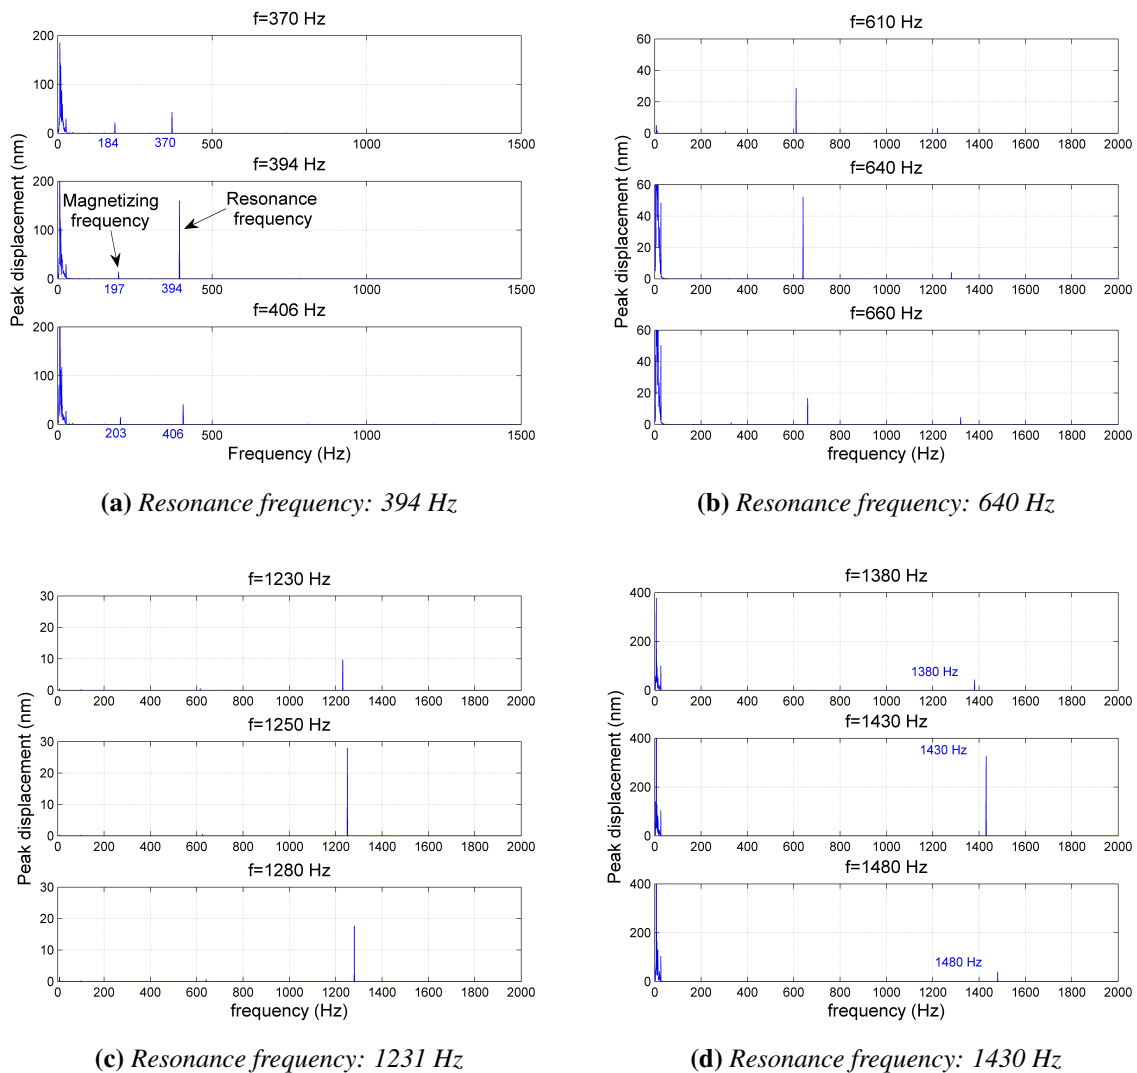 f=370 Hz
200
100
0
0 184 370 500 1000 1500
f=394 Hz
200
100
0
Magnetizing
frequency
Resonance
frequency
0 197 394 500 1000 1500
f=406 Hz
200
100
0
0 203 406 500 1000 1500
Peak displacement (nm)
Frequency (Hz)
(a) Resonance frequency: 394 Hz
f=610 Hz
60
40
20
0
0 200 400 600 800 1000 1200 1400 1600 1800 2000
f=640 Hz
60
40
20
0
0 200 400 600 800 1000 1200 1400 1600 1800 2000
f=660 Hz
60
40
20
0
0 200 400 600 800 1000 1200 1400 1600 1800 2000
Peak displacement (nm)
frequency (Hz)
(b) Resonance frequency: 640 Hz
f=1230 Hz
30
20
10
0
0 200 400 600 800 1000 1200 1400 1600 1800 2000
f=1250 Hz
30
20
10
0
0 200 400 600 800 1000 1200 1400 1600 1800 2000
f=1280 Hz
30
20
10
0
0 200 400 600 800 1000 1200 1400 1600 1800 2000
Peak displacement (nm)
frequency (Hz)
(c) Resonance frequency: 1231 Hz
f=1380 Hz
400
200
0
1380 Hz
0 200 400 600 800 1000 1200 1400 1600 1800 2000
f=1430 Hz
400
200
0
1430 Hz
0 200 400 600 800 1000 1200 1400 1600 1800 2000
f=1480 Hz
400
200
0
1480 Hz
0 200 400 600 800 1000 1200 1400 1600 1800 2000
Peak displacement (nm)
frequency (Hz)
(d) Resonance frequency: 1430 Hz